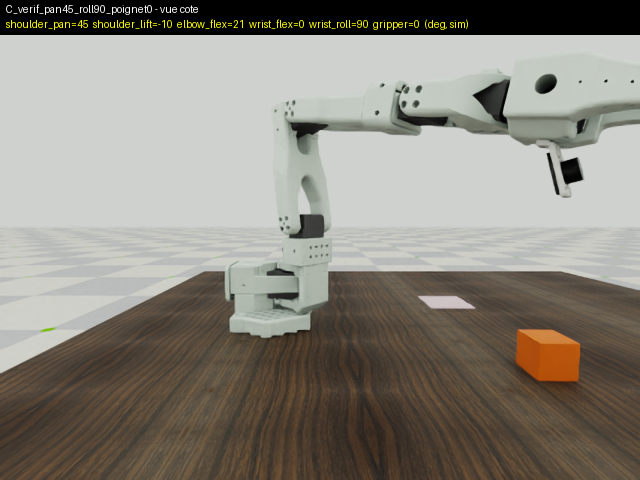 C_verif_pan45_roll90_poignet0 - vue cote
shoulder_pan=45 shoulder_lift=-10 elbow_flex=21 wrist_flex=0 wrist_roll=90 gripper=0 (deg, sim)